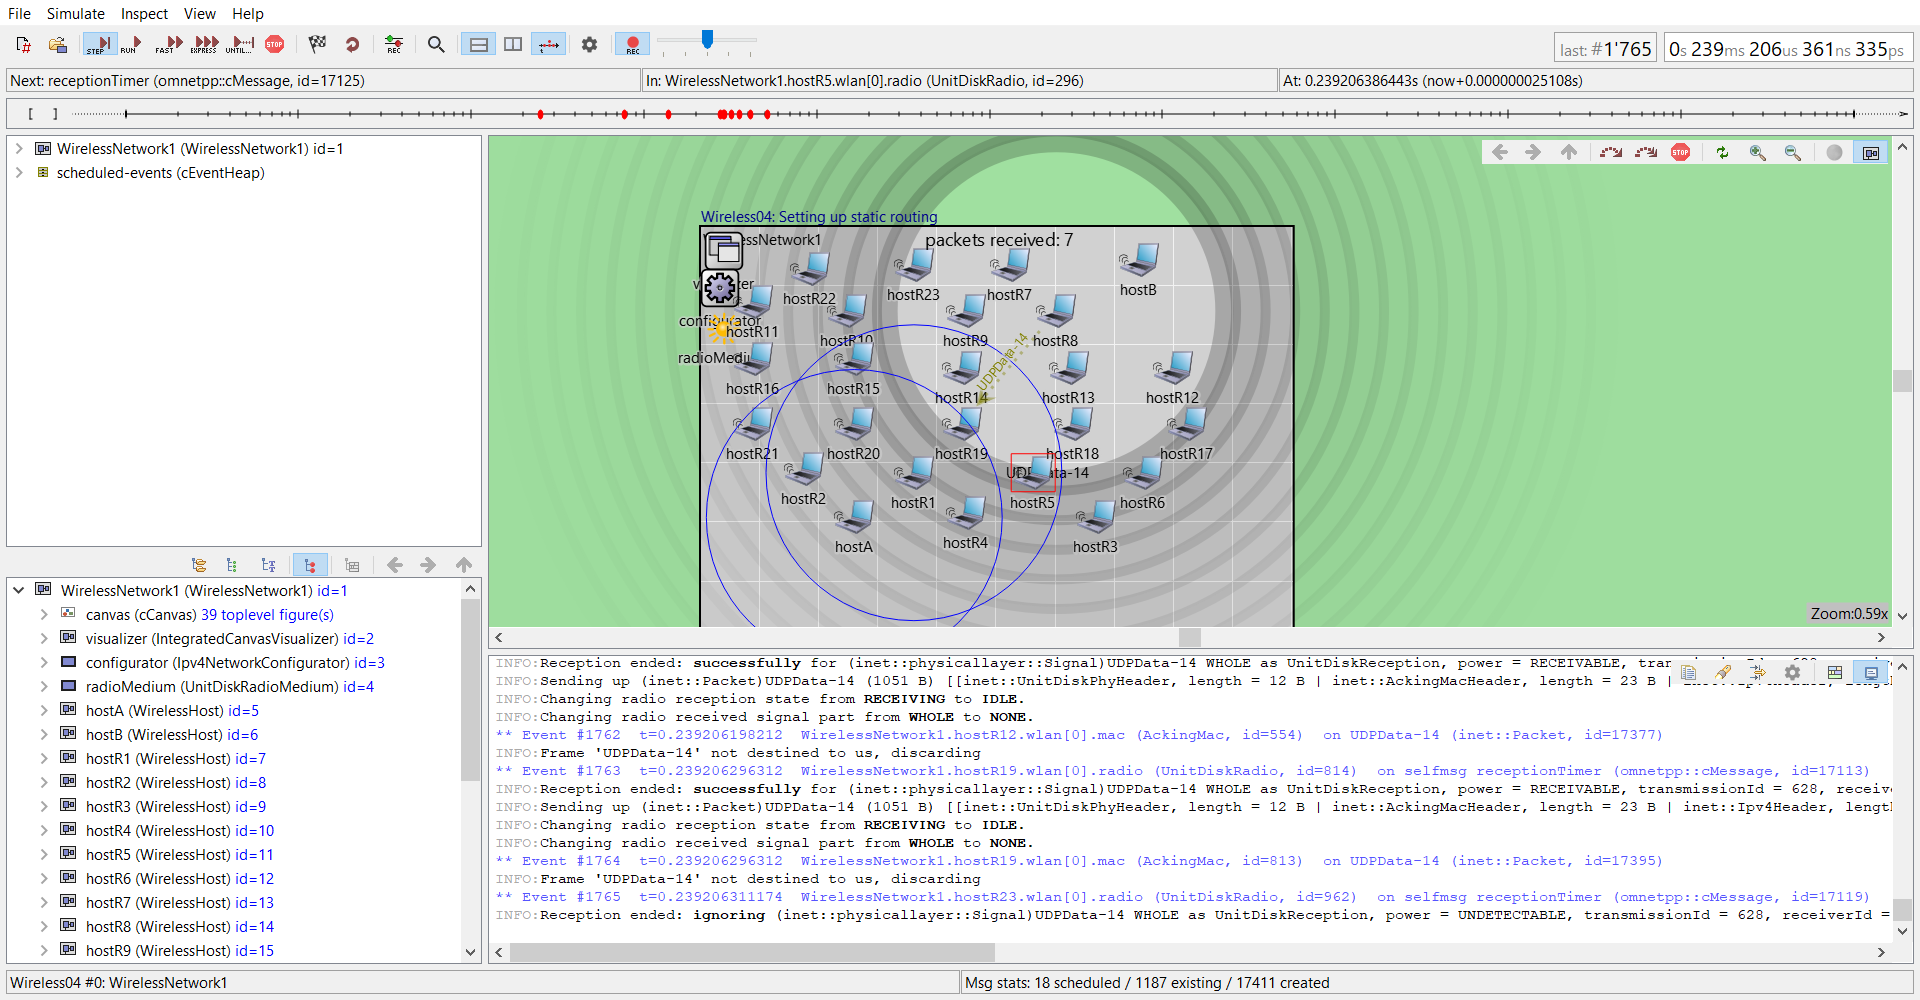 File Simulate Inspect View Help
STEP RUN FAST EXPRESS UNTIL... STOP REC REC
last: #1'765 0s 239ms 206us 361ns 335ps
Next: receptionTimer (omnetpp::cMessage, id=17125) In: WirelessNetwork1.hostR5.wlan[0].radio (UnitDiskRadio, id=296) At: 0.239206386443s (now+0.000000025108s)
[ ]
WirelessNetwork1 (WirelessNetwork1) id=1
scheduled-events (cEventHeap)
WirelessNetwork1 (WirelessNetwork1) id=1
canvas (cCanvas) 39 toplevel figure(s)
visualizer (IntegratedCanvasVisualizer) id=2
configurator (Ipv4NetworkConfigurator) id=3
radioMedium (UnitDiskRadioMedium) id=4
hostA (WirelessHost) id=5
hostB (WirelessHost) id=6
hostR1 (WirelessHost) id=7
hostR2 (WirelessHost) id=8
hostR3 (WirelessHost) id=9
hostR4 (WirelessHost) id=10
hostR5 (WirelessHost) id=11
hostR6 (WirelessHost) id=12
hostR7 (WirelessHost) id=13
hostR8 (WirelessHost) id=14
hostR9 (WirelessHost) id=15
STOP
Wireless04: Setting up static routing
essNetwork1 packets received: 7
hostR22 hostR23 hostR7 hostB
configurator
hostR11 hostR10 hostR9 hostR8
UDPData-14
radioMedi
hostR16 hostR15 hostR14 hostR13 hostR12
hostR21 hostR20 hostR19 hostR18 hostR17
UDP ata-14
hostR2 hostR1 hostR5 hostR6
hostA hostR4 hostR3
Zoom:0.59x
INFO:Reception ended: successfully for (inet::physicallayer::Signal)UDPData-14 WHOLE as UnitDiskReception, power = RECEIVABLE,
INFO:Sending up (inet::Packet)UDPData-14 (1051 B) [[inet::UnitDiskPhyHeader, length = 12 B | inet::AckingMacHeader, length = 23 B |
INFO:Changing radio reception state from RECEIVING to IDLE.
INFO:Changing radio received signal part from WHOLE to NONE.
** Event #1762 t=0.239206198212 WirelessNetwork1.hostR12.wlan[0].mac (AckingMac, id=554) on UDPData-14 (inet::Packet, id=17377)
INFO:Frame 'UDPData-14' not destined to us, discarding
** Event #1763 t=0.239206296312 WirelessNetwork1.hostR19.wlan[0].radio (UnitDiskRadio, id=814) on selfmsg receptionTimer (omnetpp::cMessage, id=17113)
INFO:Reception ended: successfully for (inet::physicallayer::Signal)UDPData-14 WHOLE as UnitDiskReception, power = RECEIVABLE, transmissionId = 628, receive
INFO:Sending up (inet::Packet)UDPData-14 (1051 B) [[inet::UnitDiskPhyHeader, length = 12 B | inet::AckingMacHeader, length = 23 B | inet::Ipv4Header, length
INFO:Changing radio reception state from RECEIVING to IDLE.
INFO:Changing radio received signal part from WHOLE to NONE.
** Event #1764 t=0.239206296312 WirelessNetwork1.hostR19.wlan[0].mac (AckingMac, id=813) on UDPData-14 (inet::Packet, id=17395)
INFO:Frame 'UDPData-14' not destined to us, discarding
** Event #1765 t=0.239206311174 WirelessNetwork1.hostR23.wlan[0].radio (UnitDiskRadio, id=962) on selfmsg receptionTimer (omnetpp::cMessage, id=17119)
INFO:Reception ended: ignoring (inet::physicallayer::Signal)UDPData-14 WHOLE as UnitDiskReception, power = UNDETECTABLE, transmissionId = 628, receiverId =
Wireless04 #0: WirelessNetwork1 Msg stats: 18 scheduled / 1187 existing / 17411 created